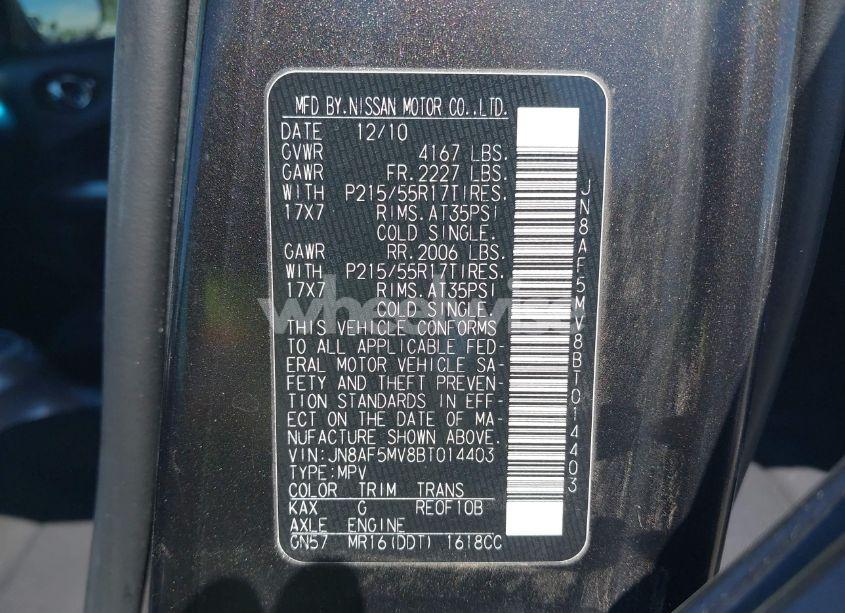 MFD BY.NISSAN MOTOR CO.,LTD.
DATE 12/10
GVWR 4167 LBS.
GAWR FR.2227 LBS.
WITH P215/55R17TIRES.
17X7 RIMS.AT35PSI
COLD SINGLE.
GAWR RR.2006 LBS.
WITH P215/55R17TIRES.
17X7 RIMS.AT35PSI
COLD SINGLE.
THIS VEHICLE CONFORMS
TO ALL APPLICABLE FED-
ERAL MOTOR VEHICLE SA-
FETY AND THEFT PREVEN-
TION STANDARDS IN EFF-
ECT ON THE DATE OF MA-
NUFACTURE SHOWN ABOVE.
VIN:JN8AF5MV8BT014403
TYPE:MPV
COLOR TRIM TRANS
KAX G RE0F10B
AXLE ENGINE
GN57 MR16(DDT) 1618CC
JN8AF5MV8BT014403
wheelwise